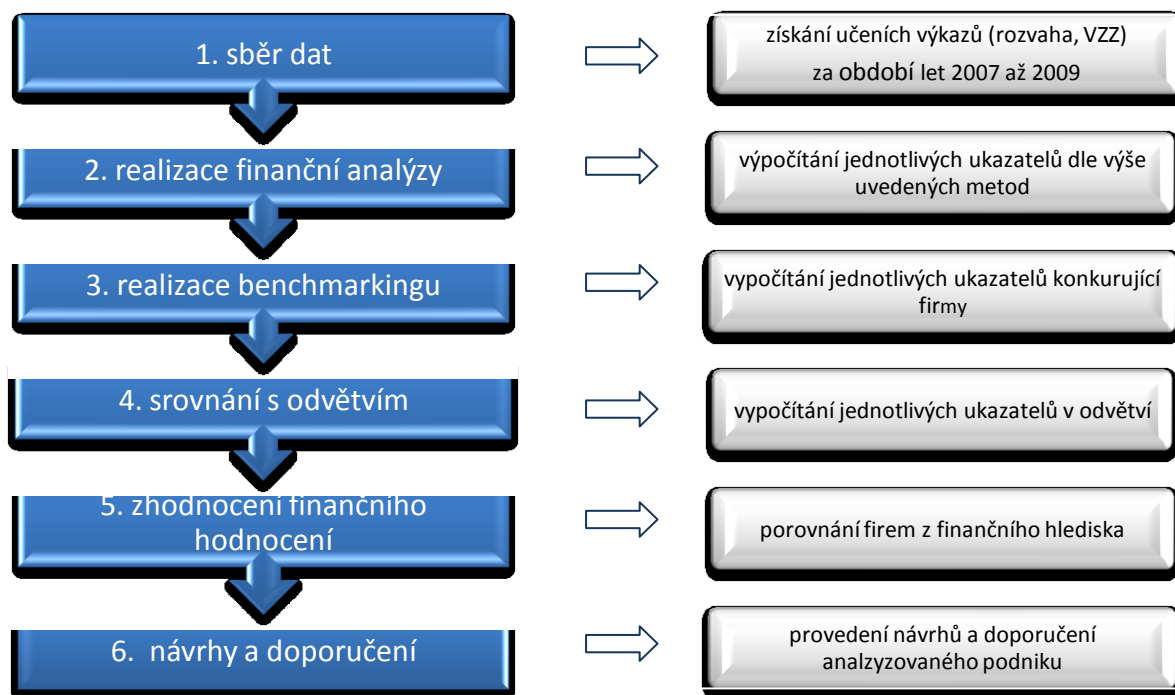 1. sběr dat
získání učeních výkazů (rozvaha, VZZ)
za období let 2007 až 2009
2. realizace finanční analýzy
výpočítání jednotlivých ukazatelů dle výše
uvedených metod
3. realizace benchmarkingu
vypočítání jednotlivých ukazatelů konkurující
firmy
4. srovnání s odvětvím
vypočítání jednotlivých ukazatelů v odvětví
5. zhodnocení finančního
hodnocení
porovnání firem z finančního hlediska
6. návrhy a doporučení
provedení návrhů a doporučení
analzyzovaného podniku